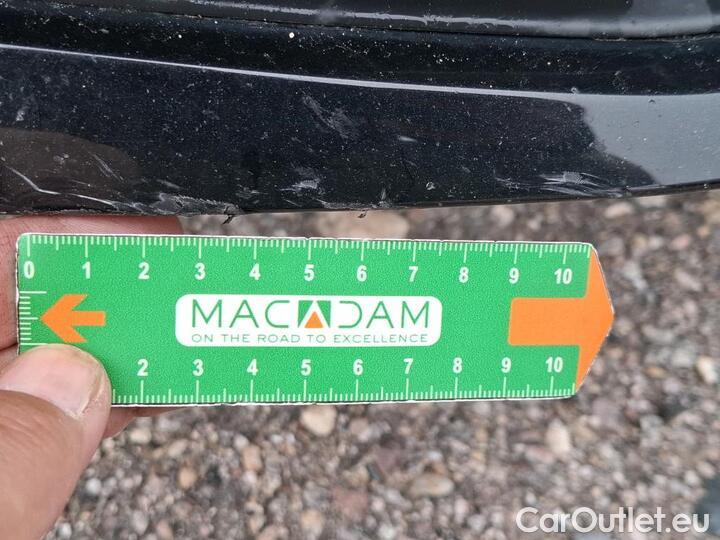 0 1 2 3 4 5 6 7 8 9 10
MACADAM
ON THE ROAD TO EXCELLENCE
2 3 4 5 6 7 8 9 10
CarOutlet.eu